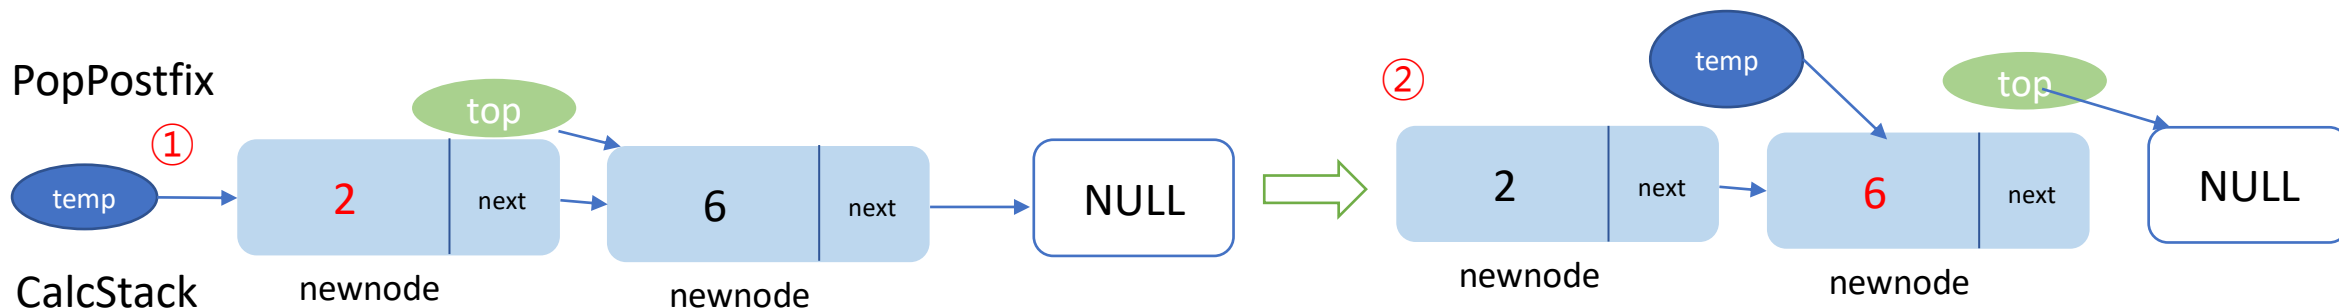 PopPostfix
CalcStack
①
temp
top
2
next
newnode
6
next
newnode
NULL
②
temp
top
2
next
newnode
6
next
newnode
NULL